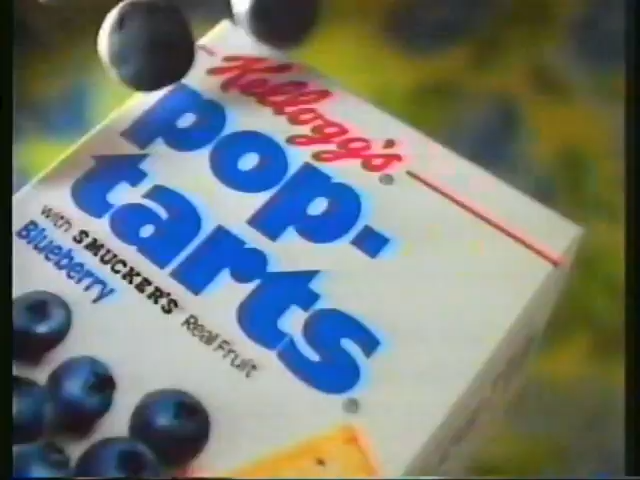 Kellogg's®
pop-
tarts®
with SMUCKER'S® Real Fruit
Blueberry